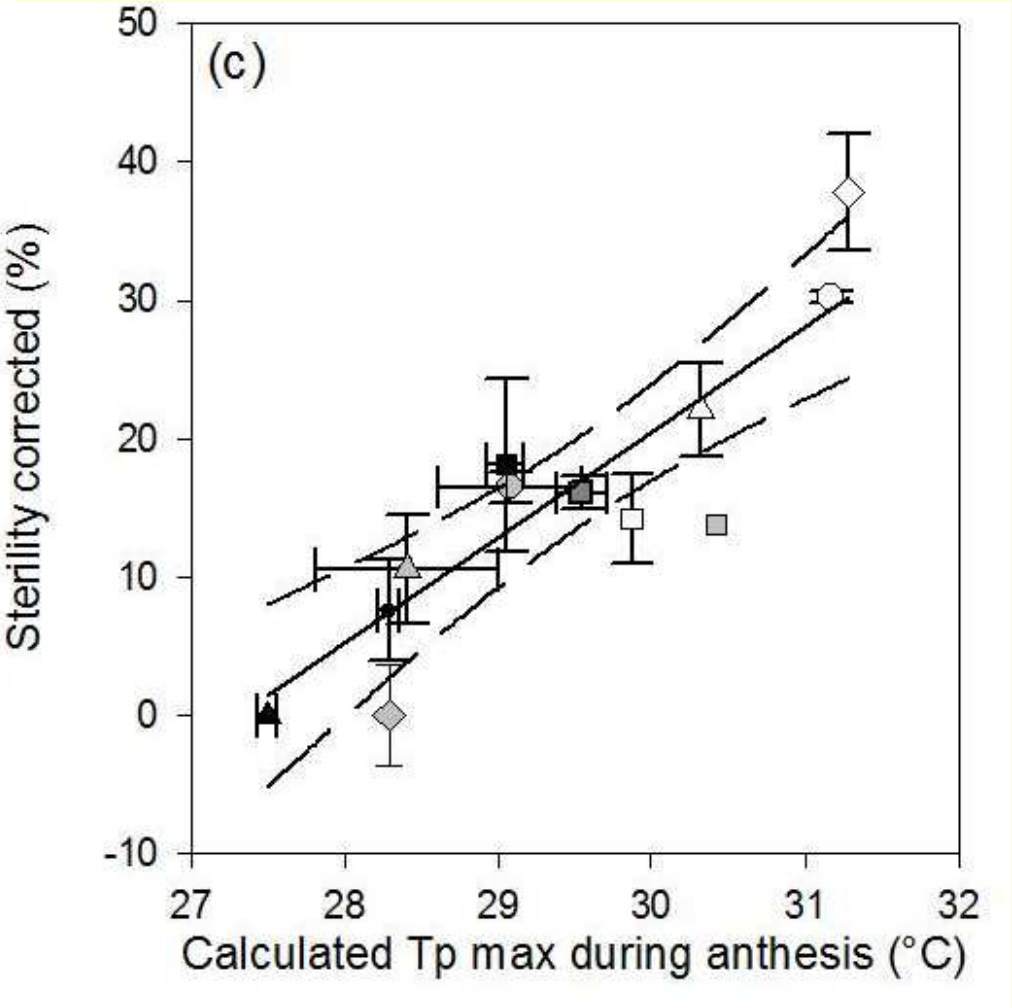 (c)
50
40
30
20
10
0
-10
27 28 29 30 31 32
Sterility corrected (%)
Calculated Tp max during anthesis (°C)